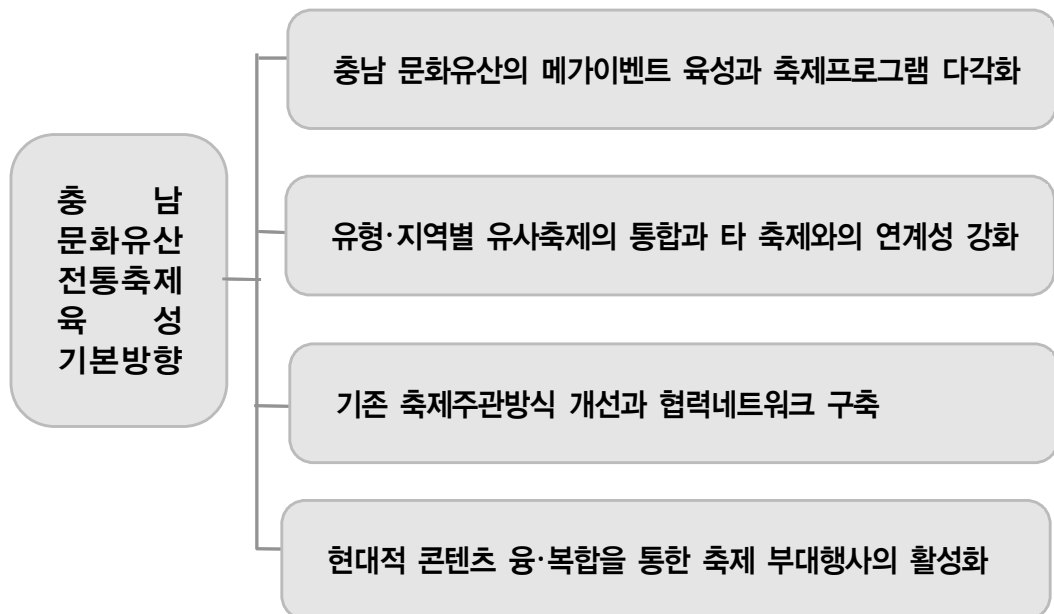 충남 문화유산의 메가이벤트 육성과 축제프로그램 다각화
충 남
문화유산
전통축제
육 성
기본방향
유형·지역별 유사축제의 통합과 타 축제와의 연계성 강화
기존 축제주관방식 개선과 협력네트워크 구축
현대적 콘텐츠 융·복합을 통한 축제 부대행사의 활성화